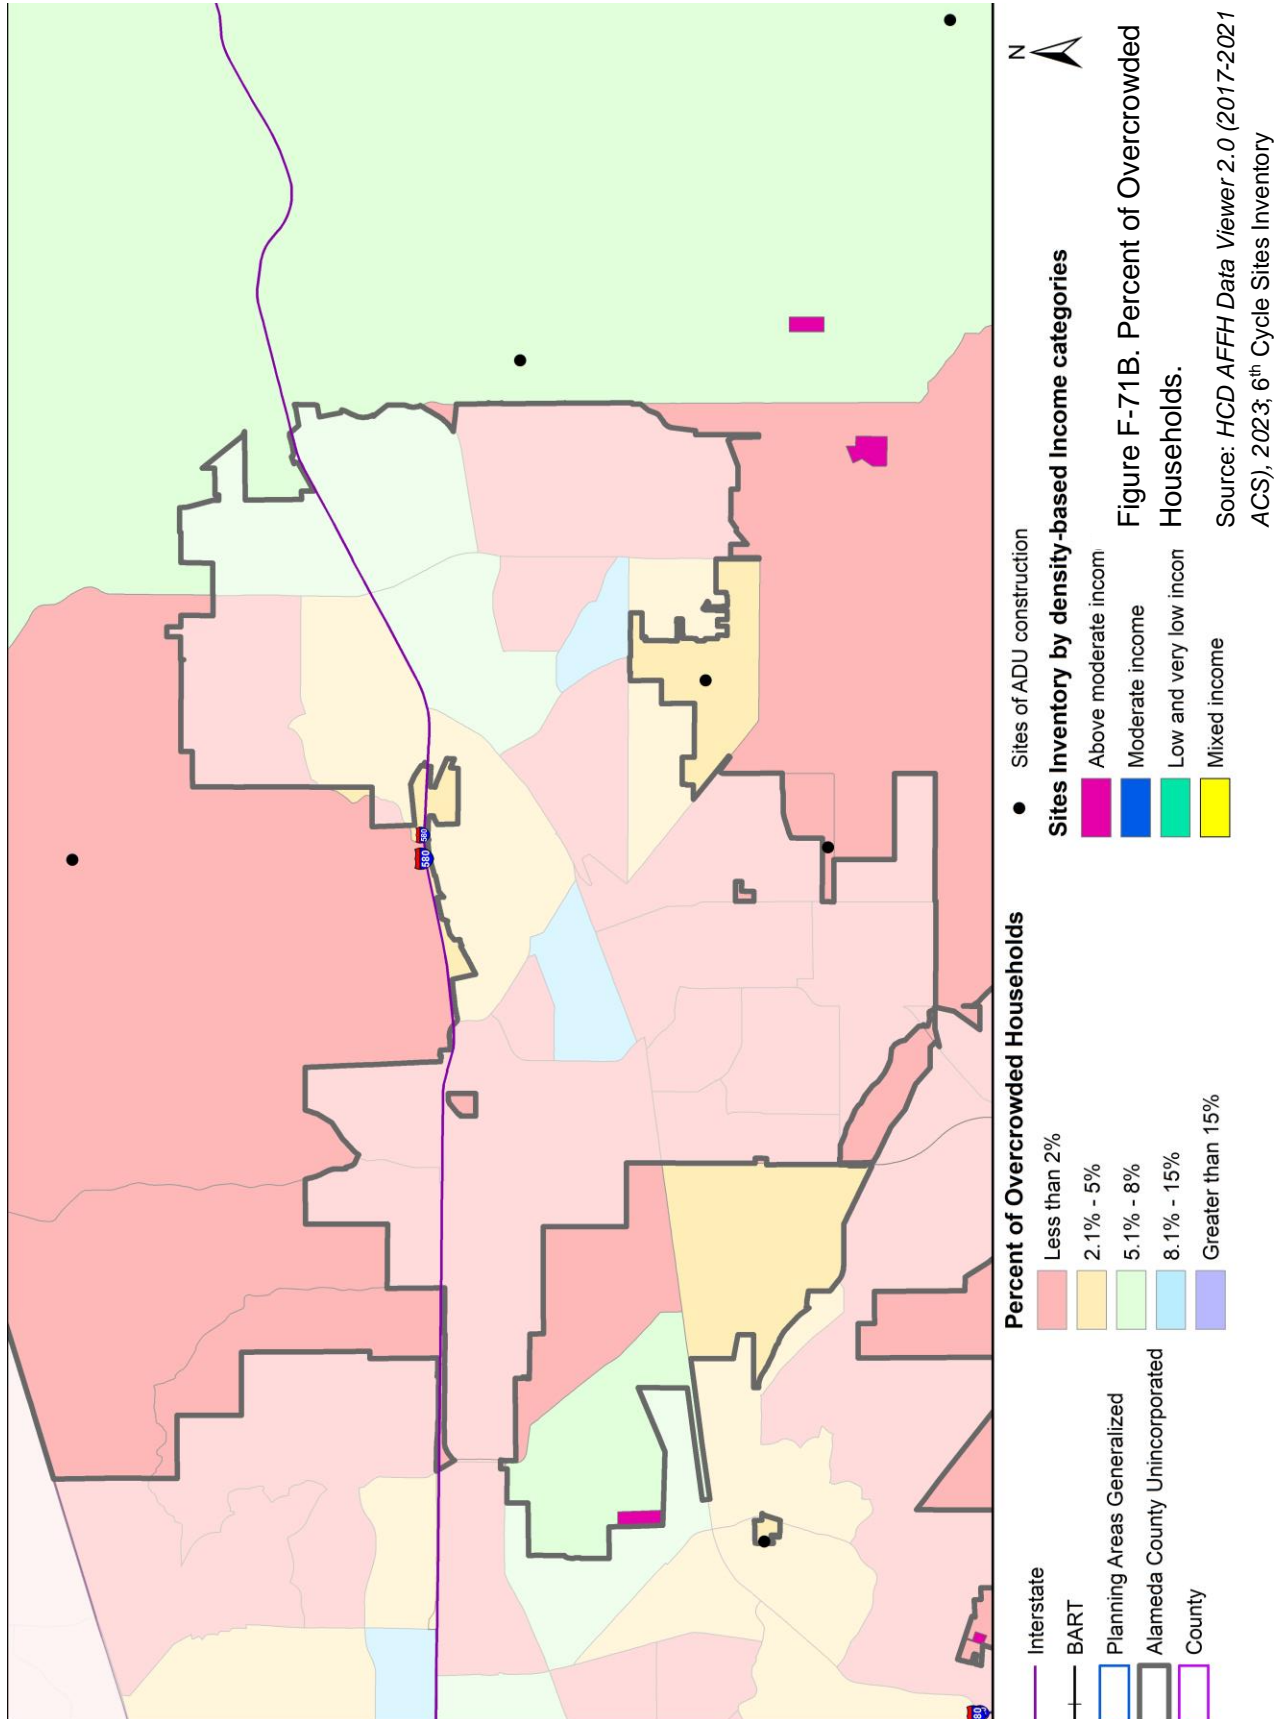 580
580
80
N
Interstate
BART
Planning Areas Generalized
Alameda County Unincorporated
County
Percent of Overcrowded Households
Less than 2%
2.1% - 5%
5.1% - 8%
8.1% - 15%
Greater than 15%
Sites of ADU construction
Sites Inventory by density-based Income categories
Above moderate incom
Moderate income
Low and very low incon
Mixed income
Figure F-71B. Percent of Overcrowded
Households.
Source: HCD AFFH Data Viewer 2.0 (2017-2021
ACS), 2023; 6th Cycle Sites Inventory